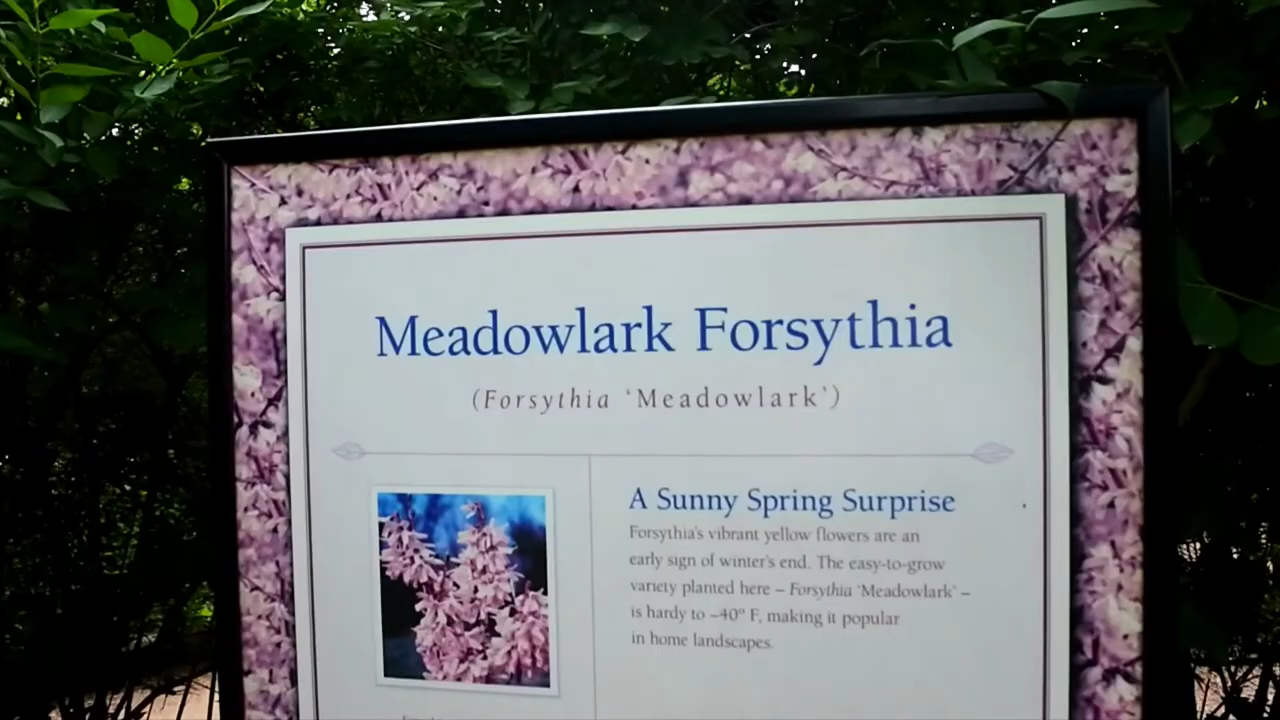 Meadowlark Forsythia
(Forsythia ‘Meadowlark’)
A Sunny Spring Surprise
Forsythia's vibrant yellow flowers are an
early sign of winter's end. The easy-to-grow
variety planted here – Forsythia ‘Meadowlark’ –
is hardy to –40° F, making it popular
in home landscapes.